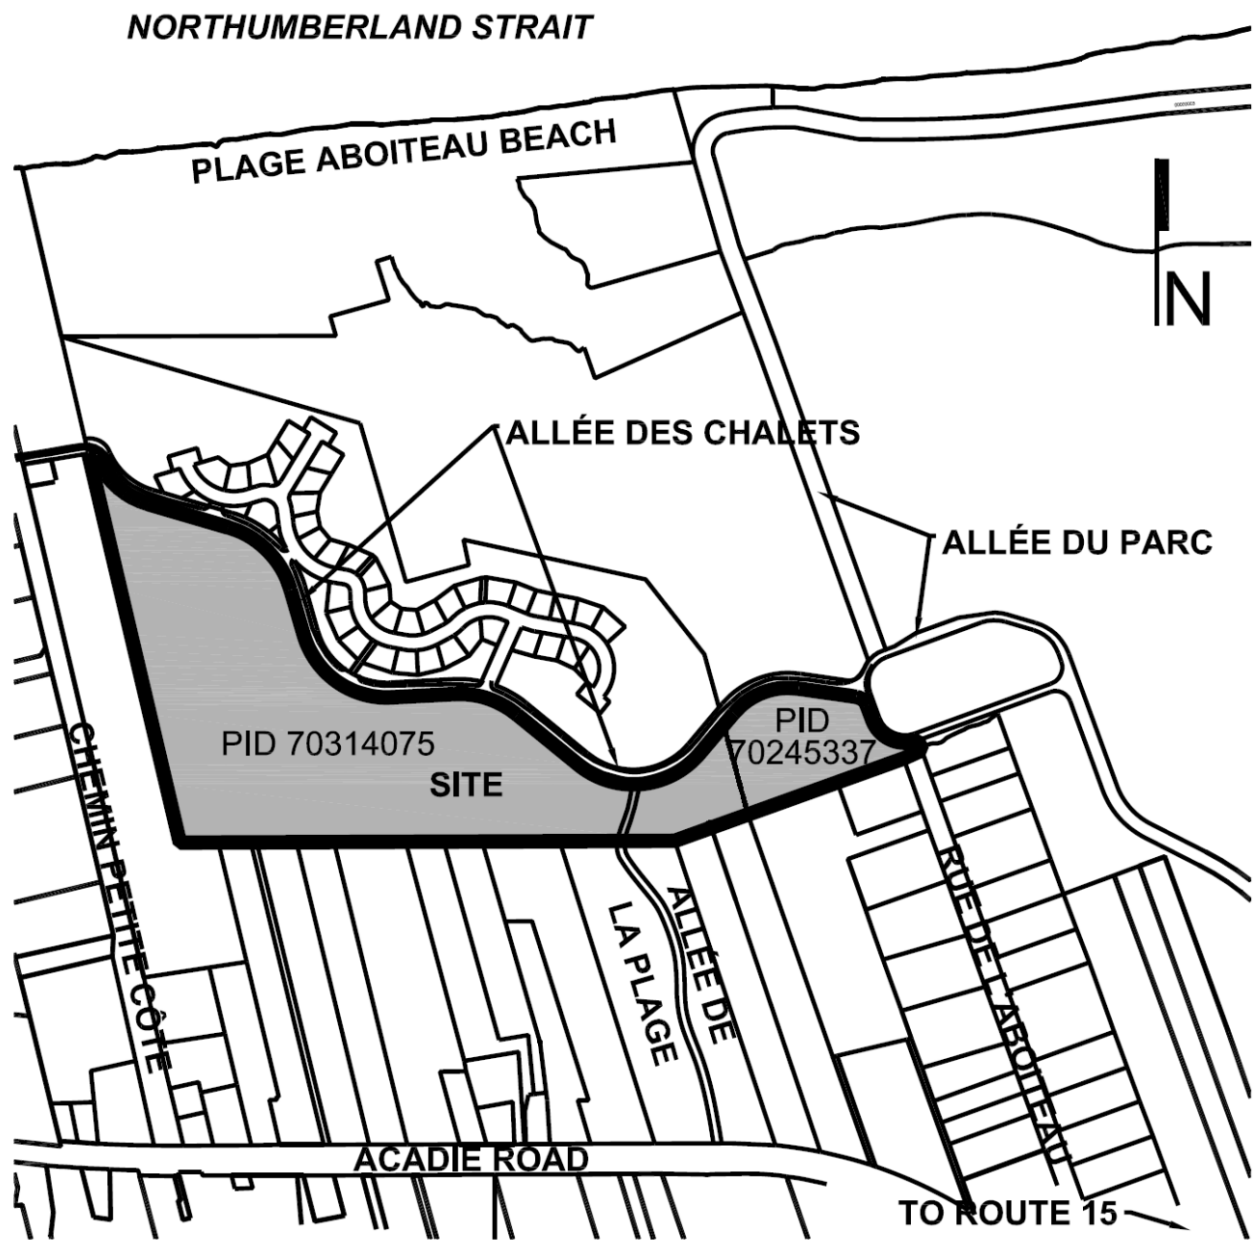 NORTHUMBERLAND STRAIT
PLAGE ABOITEAU BEACH
N
ALLÉE DES CHALETS
ALLÉE DU PARC
PID 70314075
SITE
PID
70245337
CHEMIN PETITE CÔTE
ALLÉE DE
LA PLAGE
RUE DE L'ABOITEAU
ACADIE ROAD
TO ROUTE 15